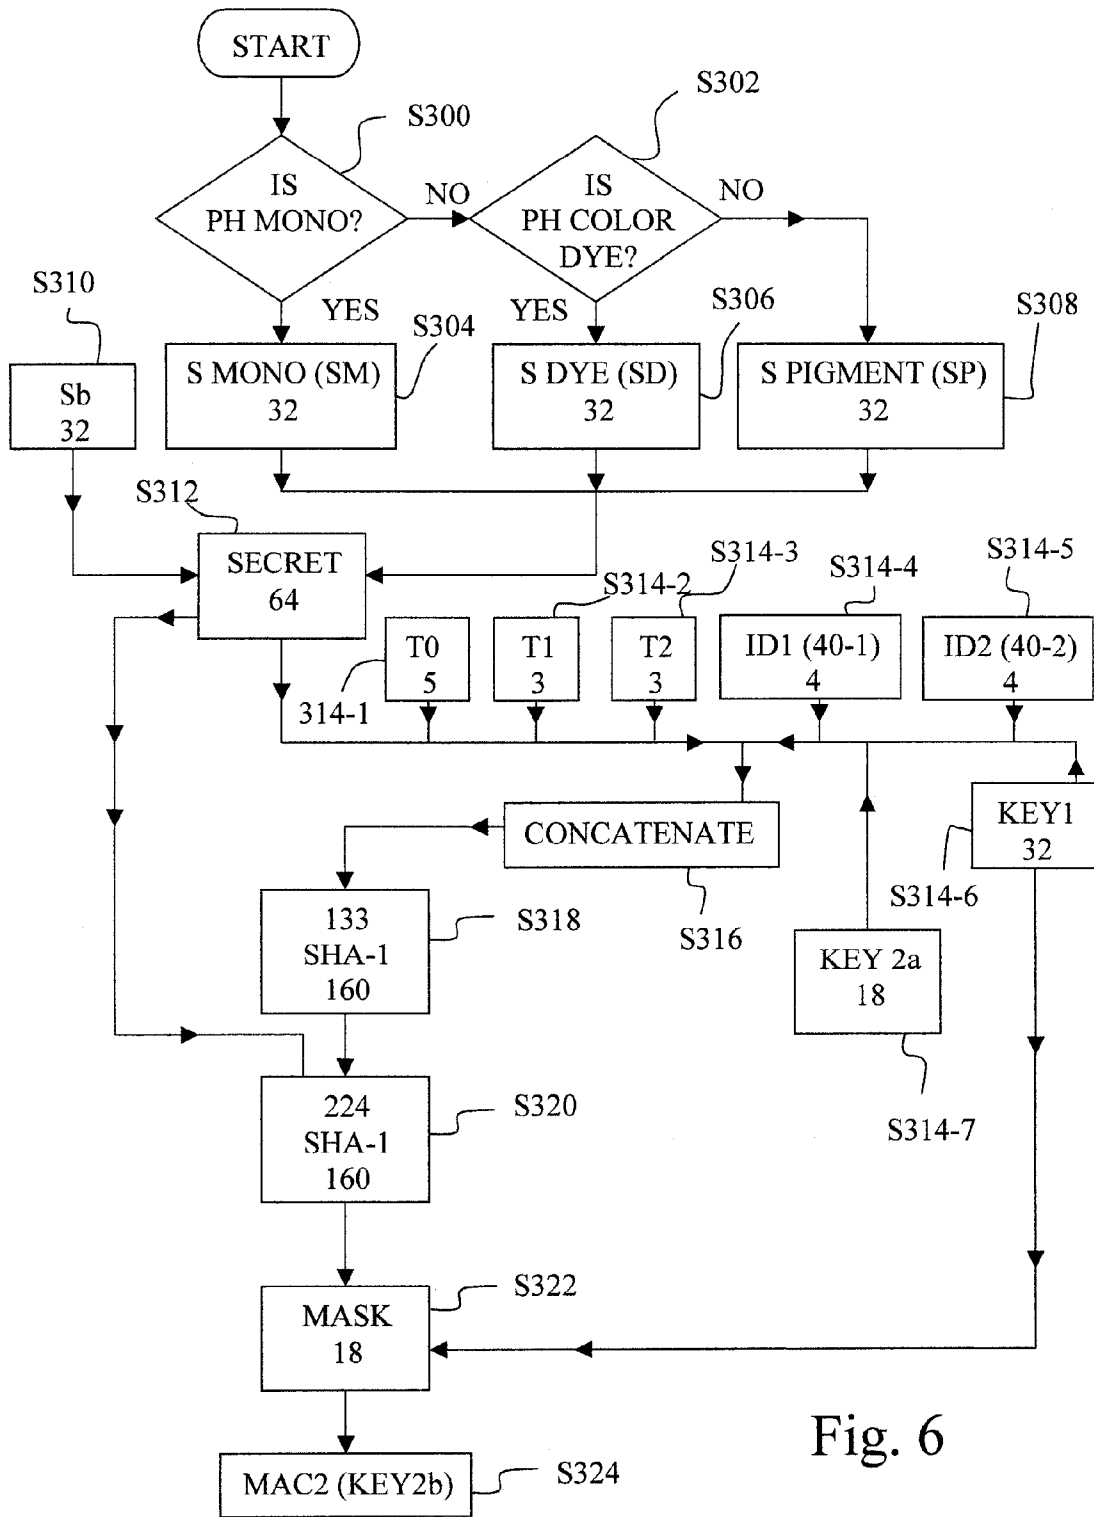 START
S300
S302
IS
PH MONO?
NO
IS
PH COLOR
DYE?
NO
S310
YES
S304
YES
S306
S308
Sb
32
S MONO (SM)
32
S DYE (SD)
32
S PIGMENT (SP)
32
S312
SECRET
64
S314-2
S314-3
S314-4
S314-5
314-1
T0
5
T1
3
T2
3
ID1 (40-1)
4
ID2 (40-2)
4
CONCATENATE
KEY1
32
S314-6
S316
133
SHA-1
160
S318
KEY 2a
18
S314-7
224
SHA-1
160
S320
MASK
18
S322
MAC2 (KEY2b)
S324
Fig. 6